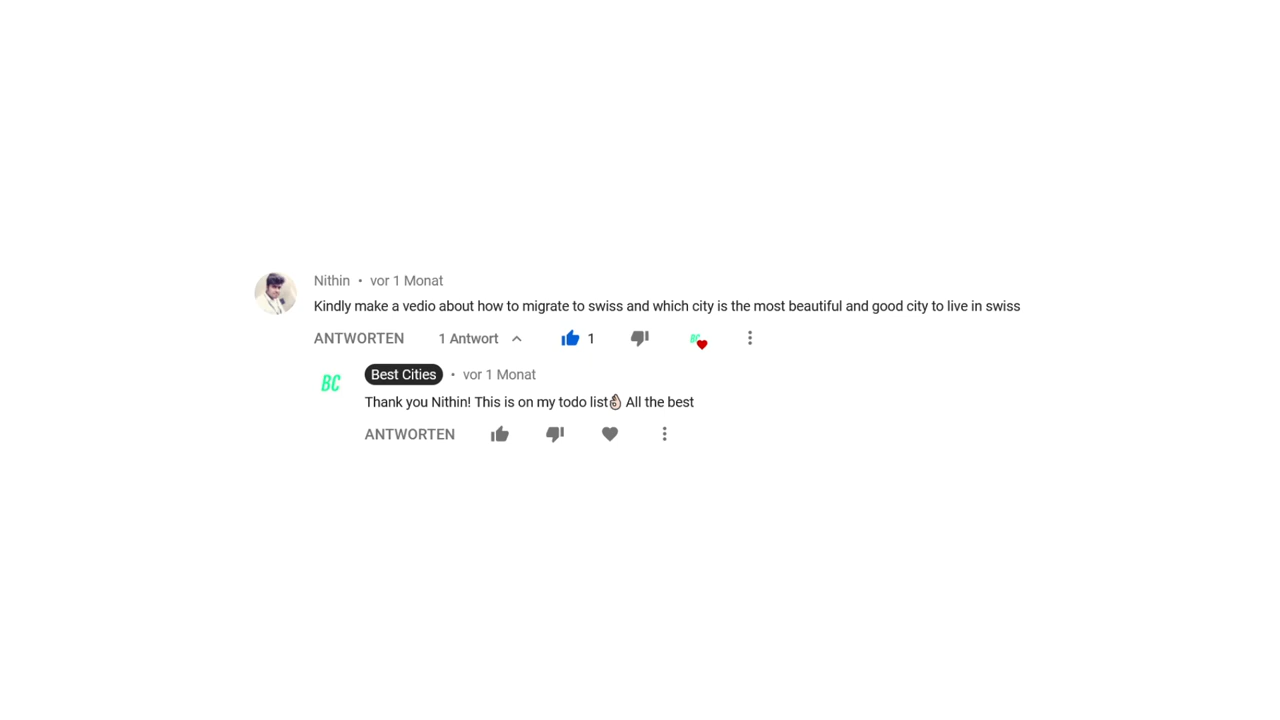 Nithin • vor 1 Monat
Kindly make a vedio about how to migrate to swiss and which city is the most beautiful and good city to live in swiss
ANTWORTEN 1 Antwort 1 BC
BC Best Cities • vor 1 Monat
Thank you Nithin! This is on my todo list👌🏼 All the best
ANTWORTEN